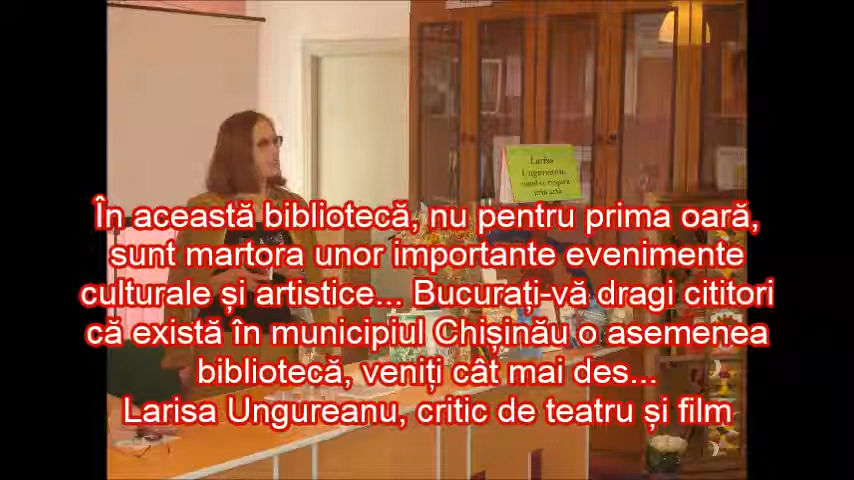 Larisa
Ungureanu,
În această bibliotecă, nu pentru prima oară,
sunt martora unor importante evenimente
culturale și artistice... Bucurați-vă dragi cititori
că există în municipiul Chișinău o asemenea
bibliotecă, veniți cât mai des...
Larisa Ungureanu, critic de teatru și film